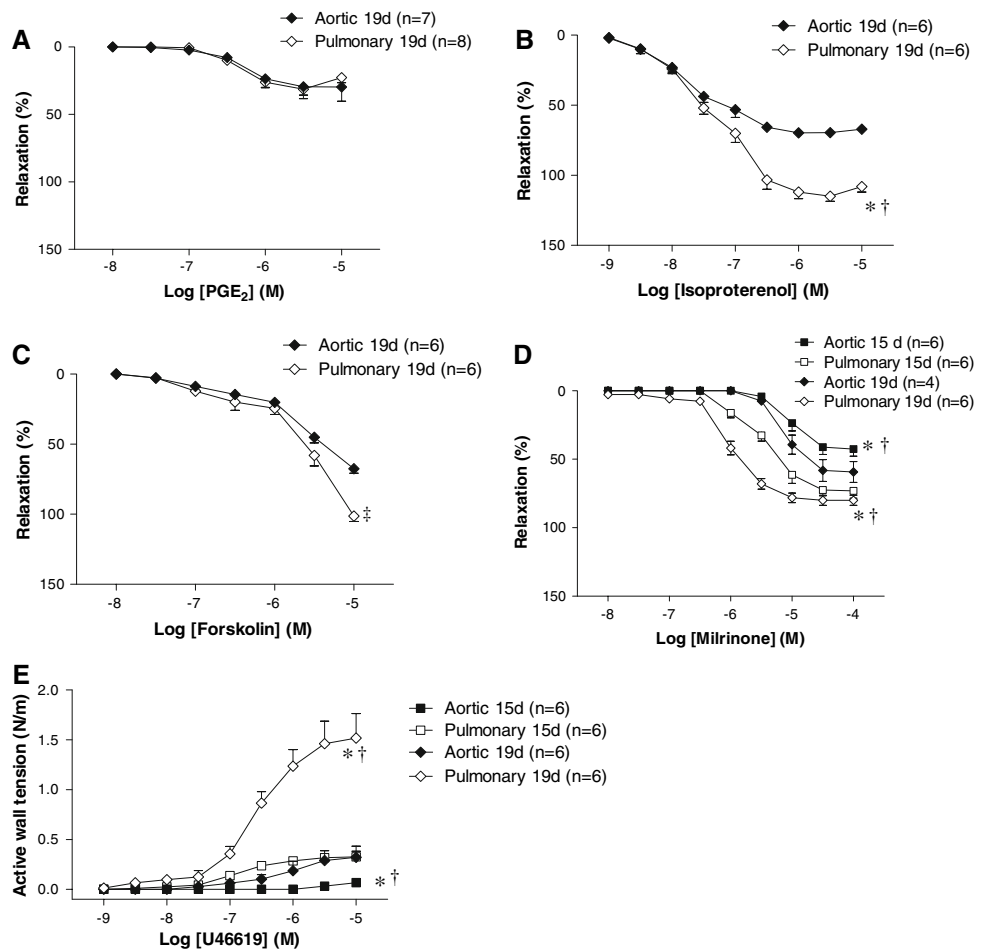 A
Aortic 19d (n=7)
Pulmonary 19d (n=8)
Relaxation (%)
0
50
100
150
-8 -7 -6 -5
Log [PGE₂] (M)
B
Aortic 19d (n=6)
Pulmonary 19d (n=6)
Relaxation (%)
0
50
100
150
* †
-9 -8 -7 -6 -5
Log [Isoproterenol] (M)
C
Aortic 19d (n=6)
Pulmonary 19d (n=6)
Relaxation (%)
0
50
100
150
‡
-8 -7 -6 -5
Log [Forskolin] (M)
D
Aortic 15 d (n=6)
Pulmonary 15d (n=6)
Aortic 19d (n=4)
Pulmonary 19d (n=6)
Relaxation (%)
0
50
100
150
* †
* †
-8 -7 -6 -5 -4
Log [Milrinone] (M)
E
Aortic 15d (n=6)
Pulmonary 15d (n=6)
Aortic 19d (n=6)
Pulmonary 19d (n=6)
Active wall tension (N/m)
2.0
1.5
1.0
0.5
0.0
* †
* †
-9 -8 -7 -6 -5
Log [U46619] (M)